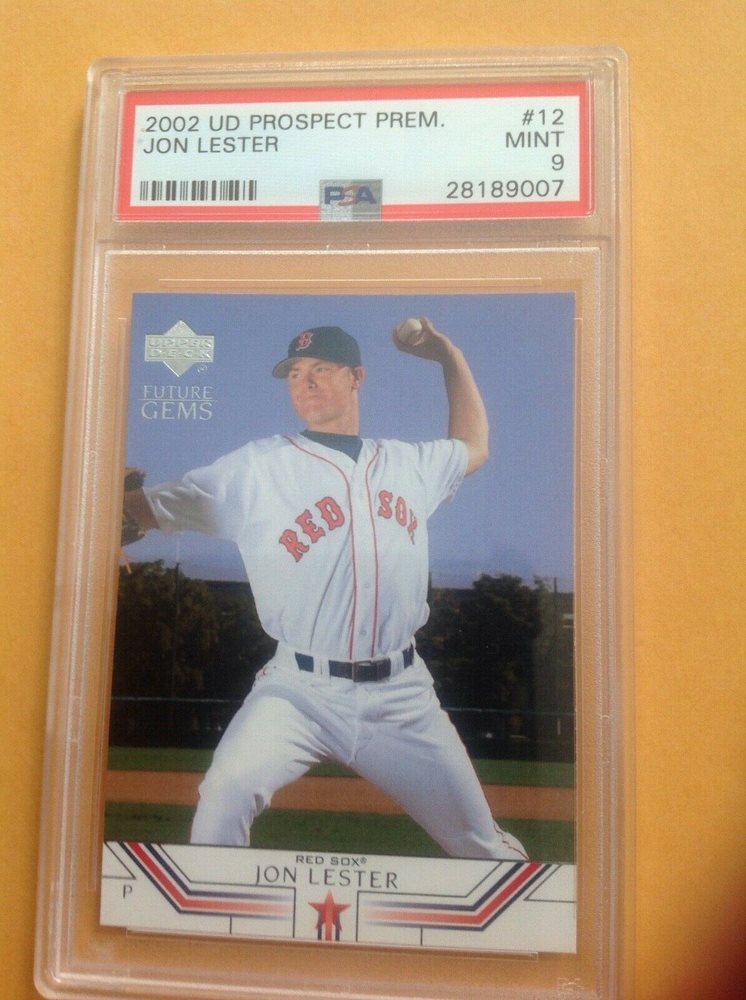 2002 UD PROSPECT PREM. #12
JON LESTER MINT
9
PSA 28189007
UPPER
DECK
®
FUTURE
GEMS
B
RED SOX
RED SOX®
JON LESTER
P